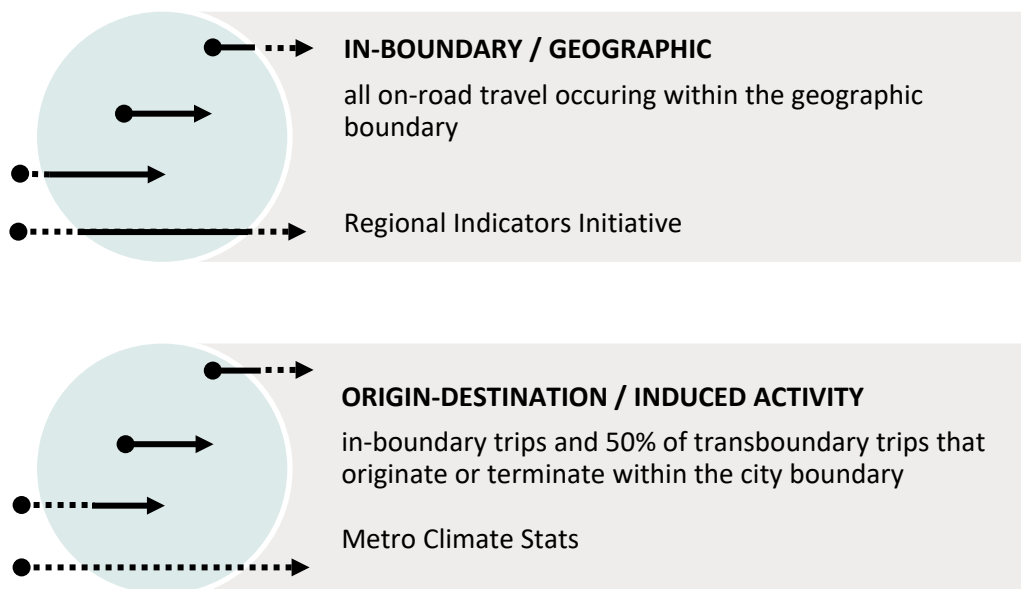 IN-BOUNDARY / GEOGRAPHIC
all on-road travel occuring within the geographic
boundary
Regional Indicators Initiative
ORIGIN-DESTINATION / INDUCED ACTIVITY
in-boundary trips and 50% of transboundary trips that
originate or terminate within the city boundary
Metro Climate Stats